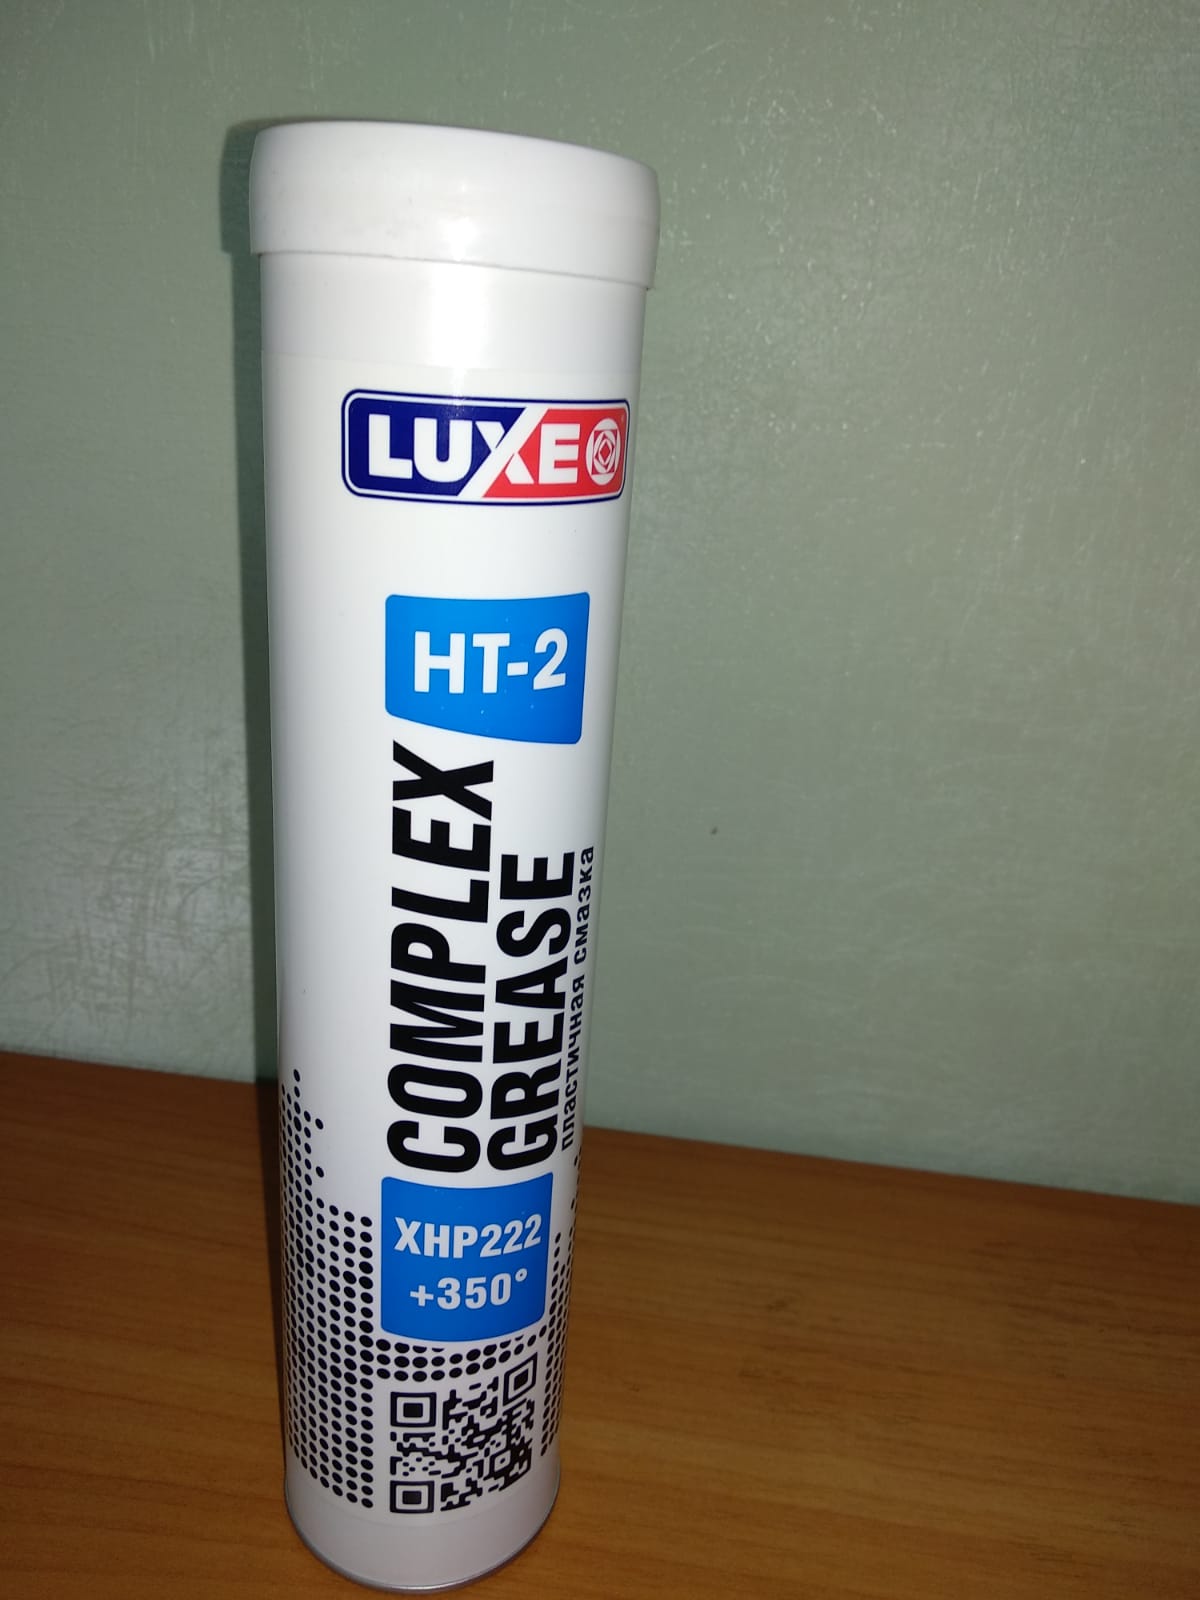 LUXE
HT-2
COMPLEX
GREASE
пластичная смазка
XHP222
+350°